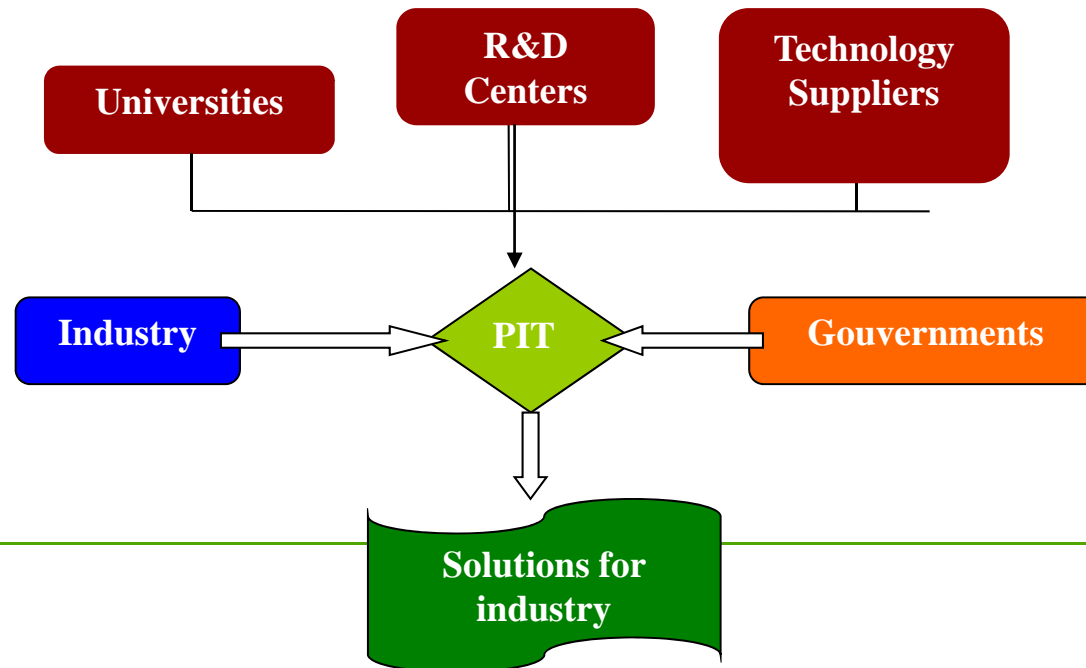 Universities
R&D
Centers
Technology
Suppliers
Industry
PIT
Gouvernments
Solutions for
industry